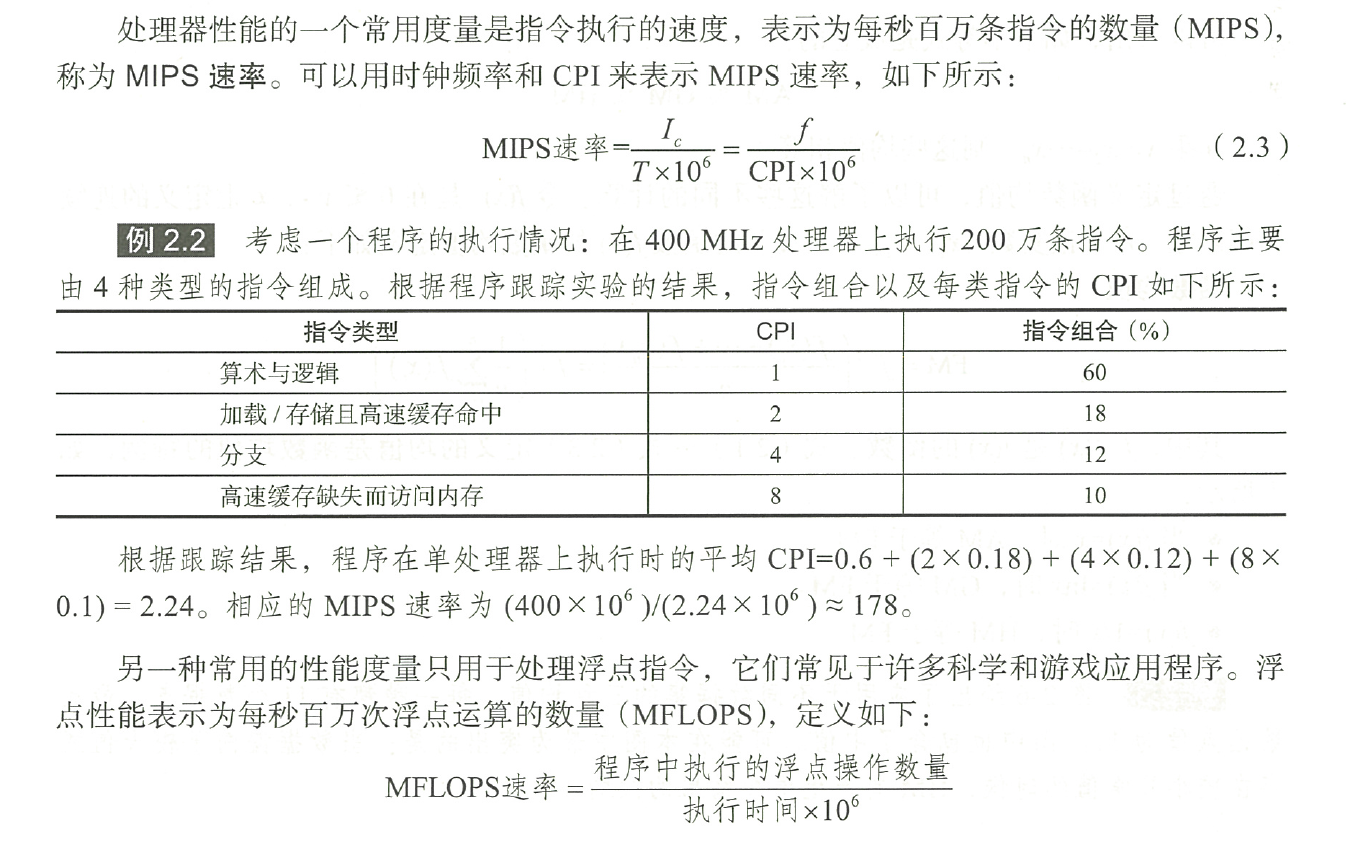 处理器性能的一个常用度量是指令执行的速度，表示为每秒百万条指令的数量（MIPS），
称为 MIPS 速率。可以用时钟频率和 CPI 来表示 MIPS 速率，如下所示：
MIPS速率=I_c/(T×10^6) = f/(CPI×10^6) （2.3）
例 2.2 考虑一个程序的执行情况：在 400 MHz 处理器上执行 200 万条指令。程序主要
由 4 种类型的指令组成。根据程序跟踪实验的结果，指令组合以及每类指令的 CPI 如下所示：
指令类型 CPI 指令组合（%）
算术与逻辑 1 60
加载 / 存储且高速缓存命中 2 18
分支 4 12
高速缓存缺失而访问内存 8 10
根据跟踪结果，程序在单处理器上执行时的平均 CPI=0.6 + (2×0.18) + (4×0.12) + (8×
0.1) = 2.24。相应的 MIPS 速率为 (400×10^6)/(2.24×10^6) ≈ 178。
另一种常用的性能度量只用于处理浮点指令，它们常见于许多科学和游戏应用程序。浮
点性能表示为每秒百万次浮点运算的数量（MFLOPS），定义如下：
MFLOPS速率 = 程序中执行的浮点操作数量/(执行时间×10^6)